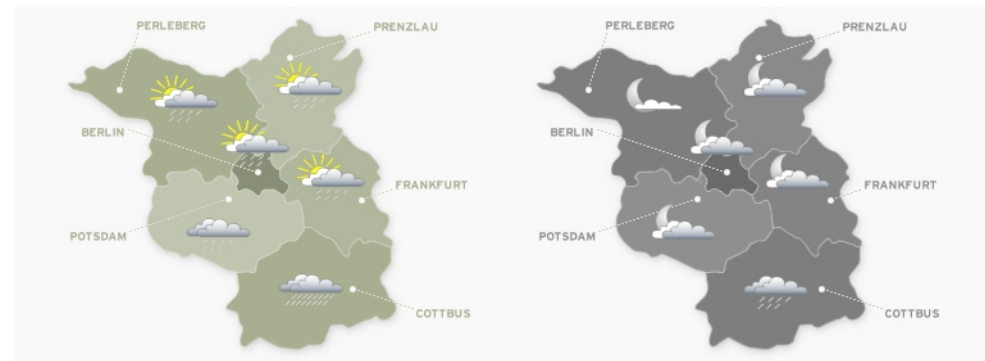 PERLEBERG
PRENZLAU
BERLIN
FRANKFURT
POTSDAM
COTTBUS
PERLEBERG
PRENZLAU
BERLIN
FRANKFURT
POTSDAM
COTTBUS